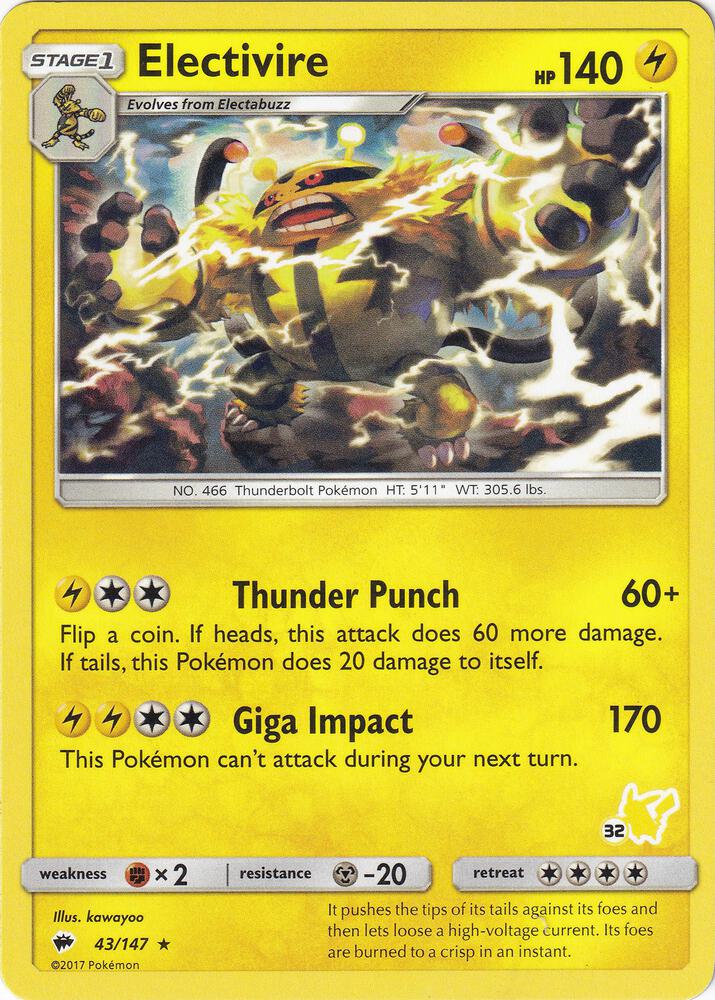 STAGE1 Electivire HP140
Evolves from Electabuzz
NO. 466 Thunderbolt Pokémon HT: 5'11" WT: 305.6 lbs.
Thunder Punch 60+
Flip a coin. If heads, this attack does 60 more damage.
If tails, this Pokémon does 20 damage to itself.
Giga Impact 170
This Pokémon can't attack during your next turn.
32
weakness ×2 resistance -20 retreat
Illus. kawayoo
43/147 ★
©2017 Pokémon
It pushes the tips of its tails against its foes and
then lets loose a high-voltage current. Its foes
are burned to a crisp in an instant.